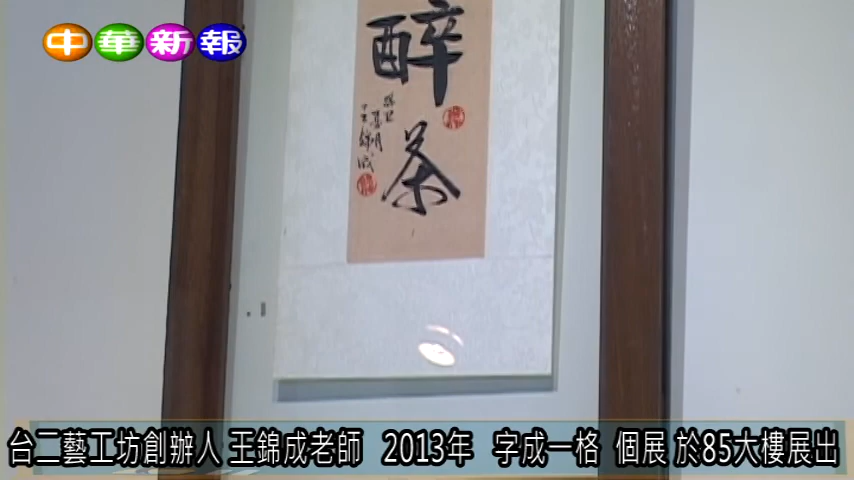 中華新報
醉茶
王錦成
台二藝工坊創辦人 王錦成老師 2013年 字成一格 個展 於85大樓展出